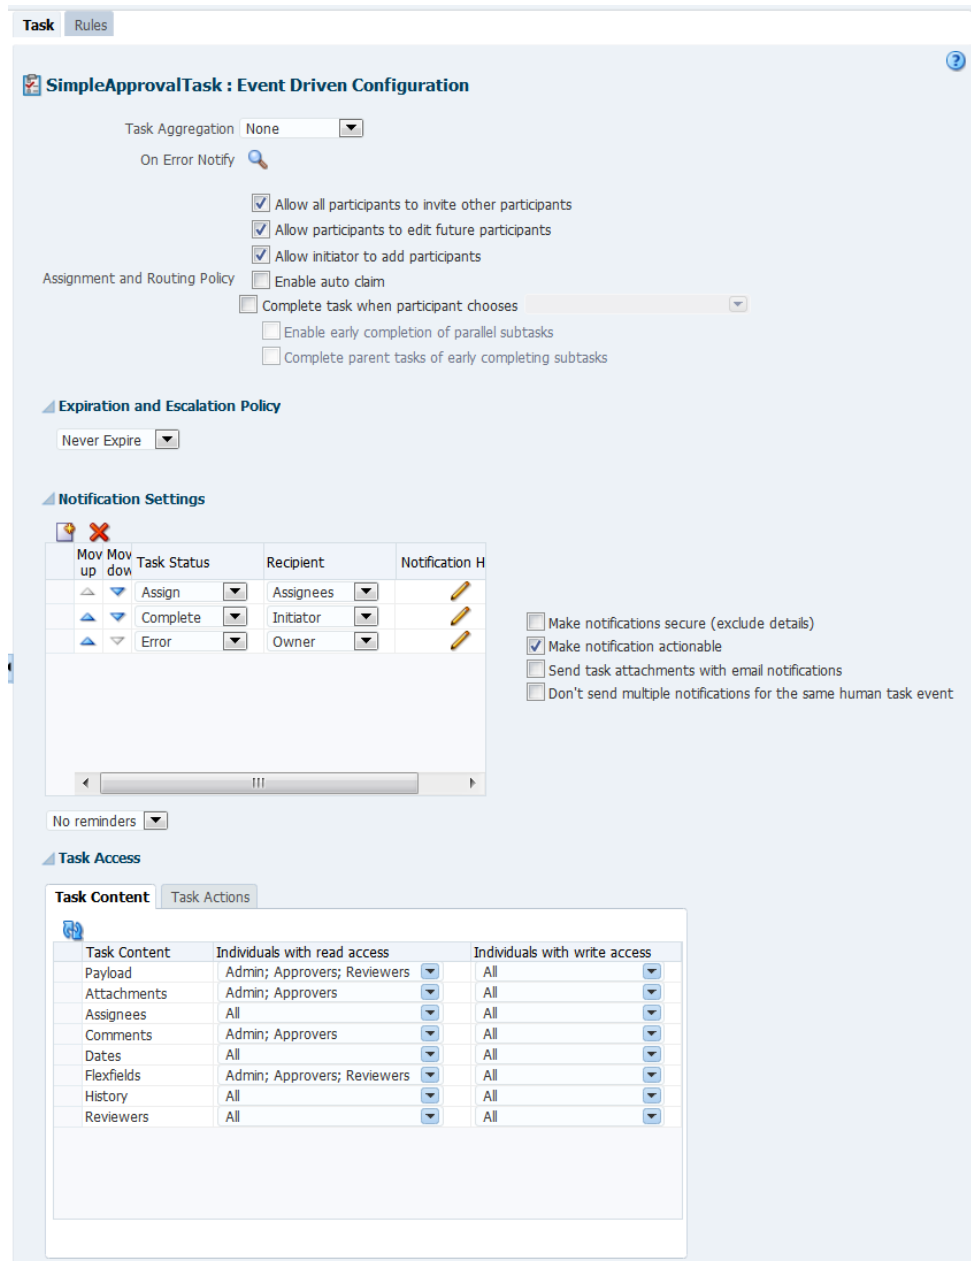 Task Rules
SimpleApprovalTask : Event Driven Configuration
Task Aggregation None
On Error Notify
Allow all participants to invite other participants
Allow participants to edit future participants
Allow initiator to add participants
Assignment and Routing Policy Enable auto claim
Complete task when participant chooses
Enable early completion of parallel subtasks
Complete parent tasks of early completing subtasks
Expiration and Escalation Policy
Never Expire
Notification Settings
Mov up Mov dow Task Status Recipient Notification H
Assign Assignees
Complete Initiator
Error Owner
Make notifications secure (exclude details)
Make notification actionable
Send task attachments with email notifications
Don't send multiple notifications for the same human task event
No reminders
Task Access
Task Content Task Actions
Task Content Individuals with read access Individuals with write access
Payload Admin; Approvers; Reviewers All
Attachments Admin; Approvers All
Assignees All All
Comments Admin; Approvers All
Dates All All
Flexfields Admin; Approvers; Reviewers All
History All All
Reviewers All All